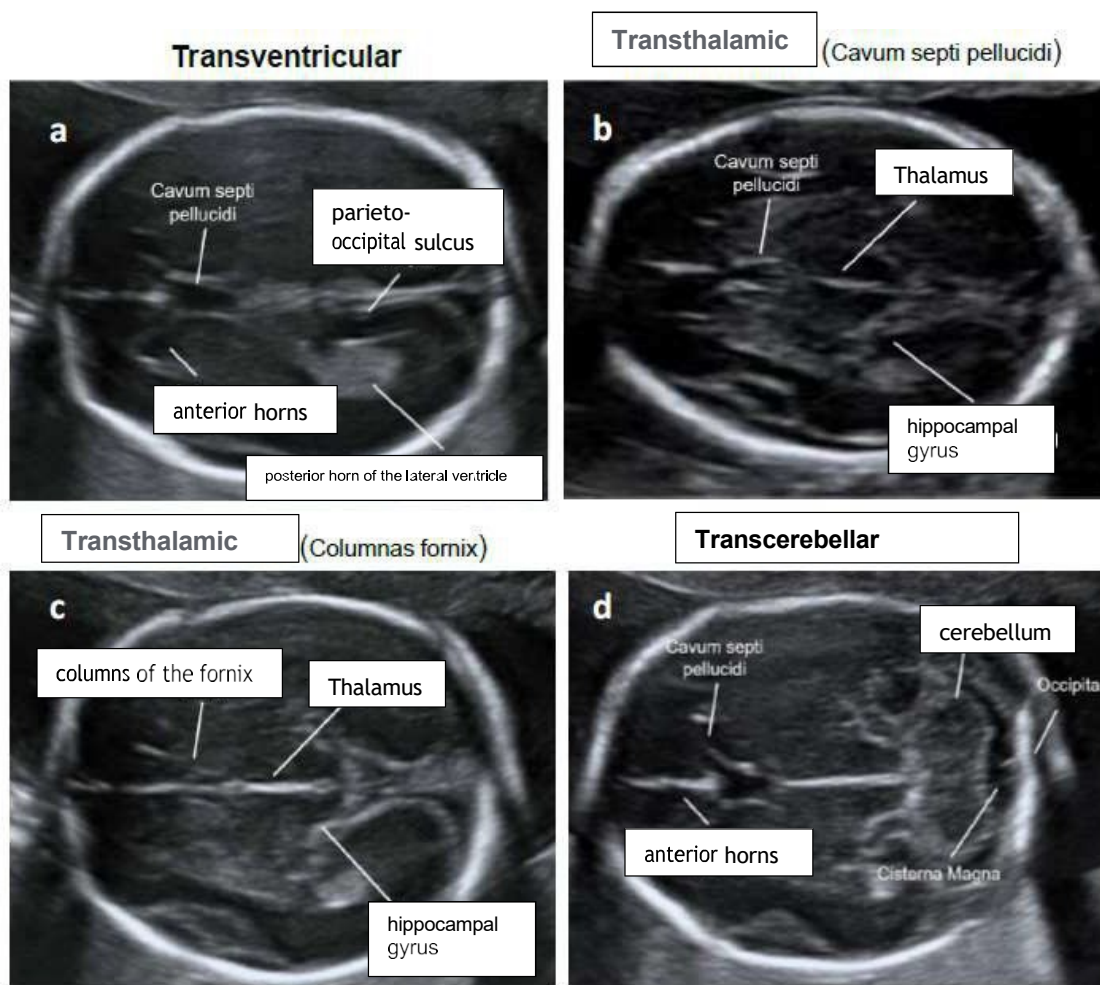 Transventricular
Transthalamic (Cavum septi pellucidi)
a
Cavum septi
pellucidi
parieto-
occipital sulcus
anterior horns
posterior horn of the lateral ventricle
b
Cavum septi
pellucidi
Thalamus
hippocampal
gyrus
Transthalamic (Columnas fornix)
Transcerebellar
c
columns of the fornix
Thalamus
hippocampal
gyrus
d
Cavum septi
pellucidi
cerebellum
Occipita
anterior horns
Cisterna Magna